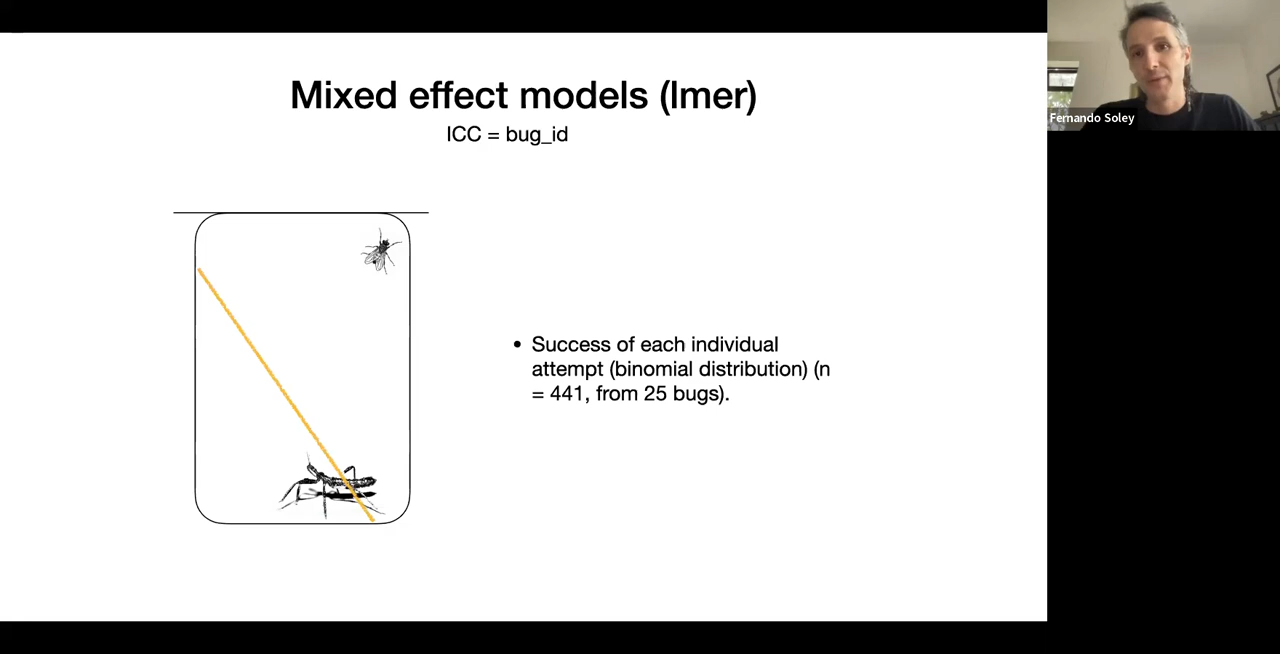 Mixed effect models (lmer)
ICC = bug_id
• Success of each individual
attempt (binomial distribution) (n
= 441, from 25 bugs).
Fernando Soley